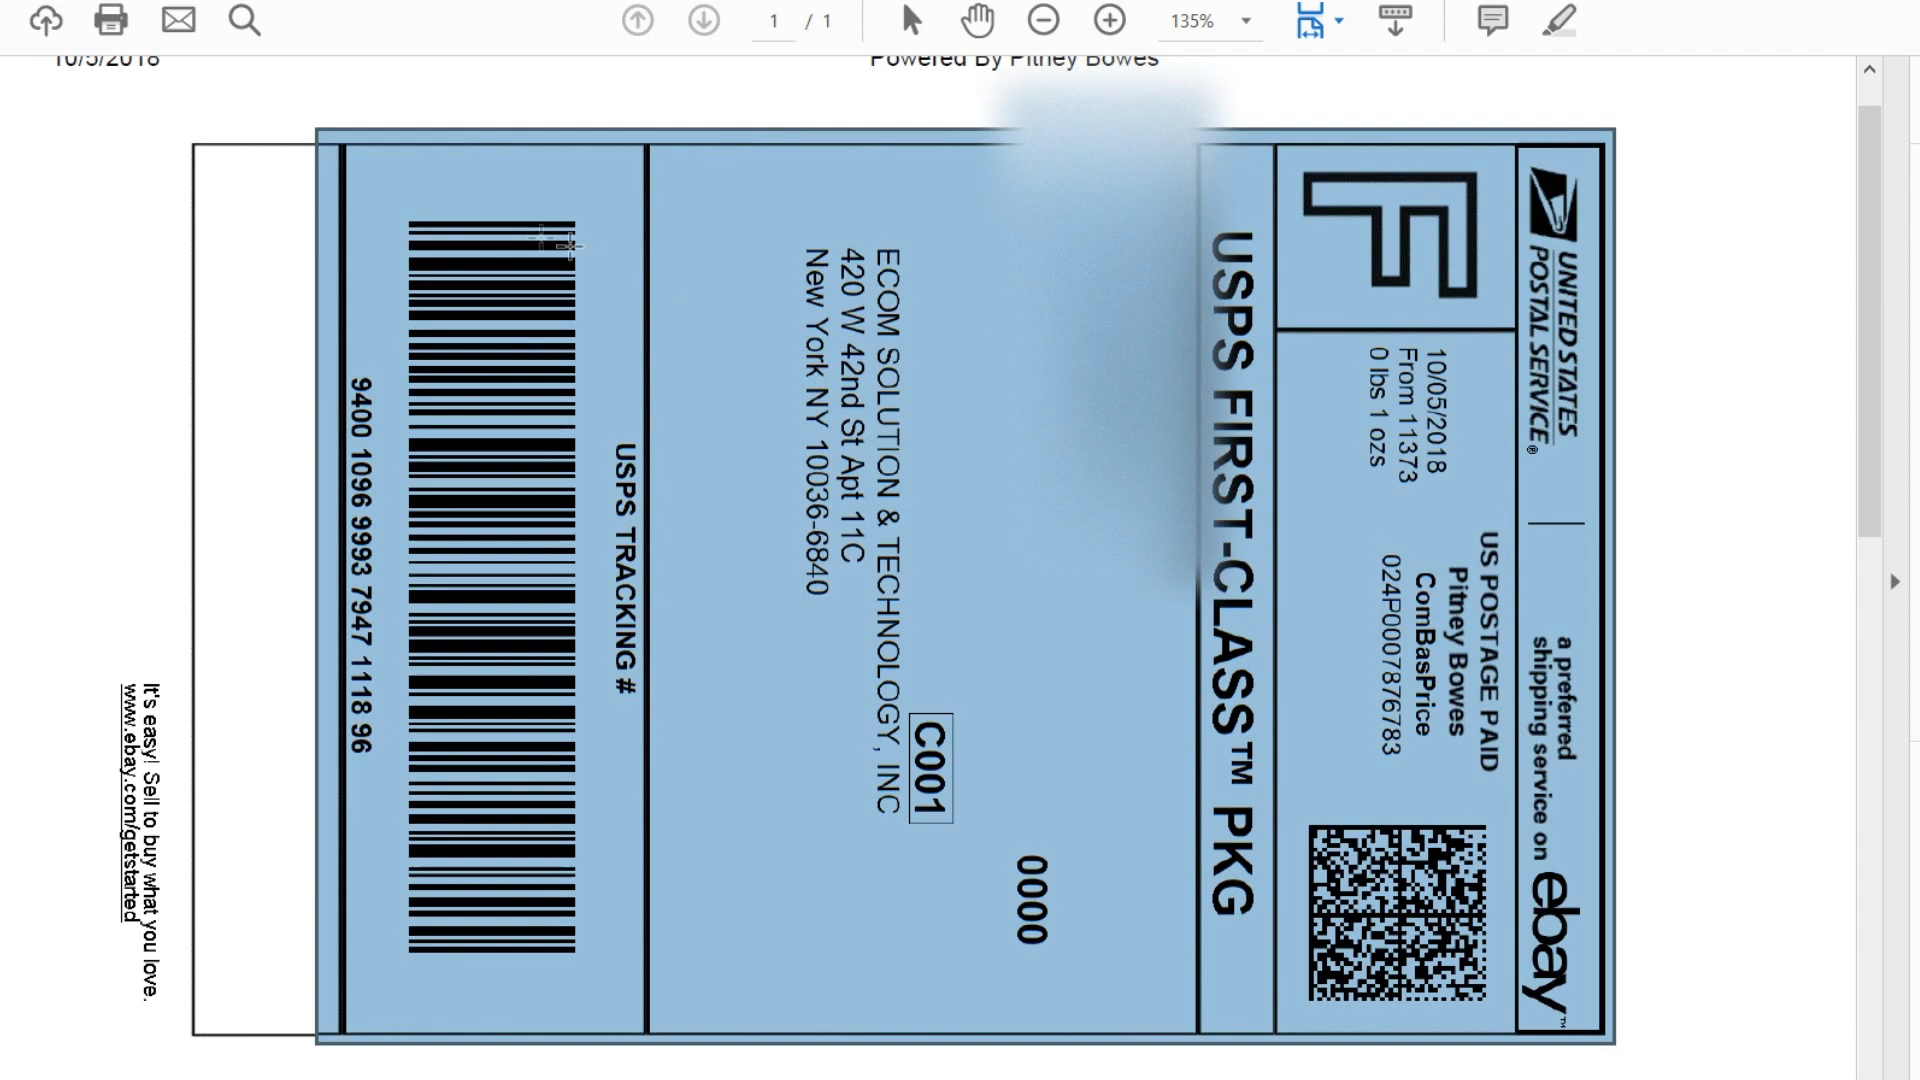 1 / 1
135%
10/5/2018
Powered By Pitney Bowes
UNITED STATES
POSTAL SERVICE®
a preferred
shipping service on
ebay™
F
10/05/2018
From 11373
0 lbs 1 ozs
US POSTAGE PAID
Pitney Bowes
ComBasPrice
024P0007876783
USPS FIRST-CLASS™ PKG
0000
C001
ECOM SOLUTION & TECHNOLOGY, INC
420 W 42nd St Apt 11C
New York NY 10036-6840
USPS TRACKING #
9400 1096 9993 7947 1118 96
It's easy! Sell to buy what you love.
www.ebay.com/getstarted